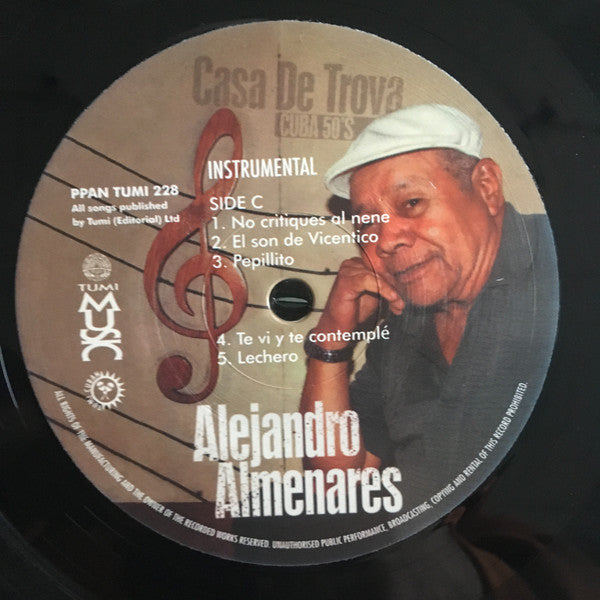 Casa De Trova
CUBA 50'S
INSTRUMENTAL
PPAN TUMI 228
All songs published
by Tumi (Editorial) Ltd
SIDE C
1. No critiques al nene
2. El son de Vicentico
3. Pepillito
4. Te vi y te contemplé
5. Lechero
TUMI
MUSIC
Alejandro
Almenares
ALL RIGHTS OF THE MANUFACTURING AND THE OWNER OF THE RECORDED WORKS RESERVED. UNAUTHORISED PUBLIC PERFORMANCE, BROADCASTING, COPYING AND RENTAL OF THIS RECORD PROHIBITED.